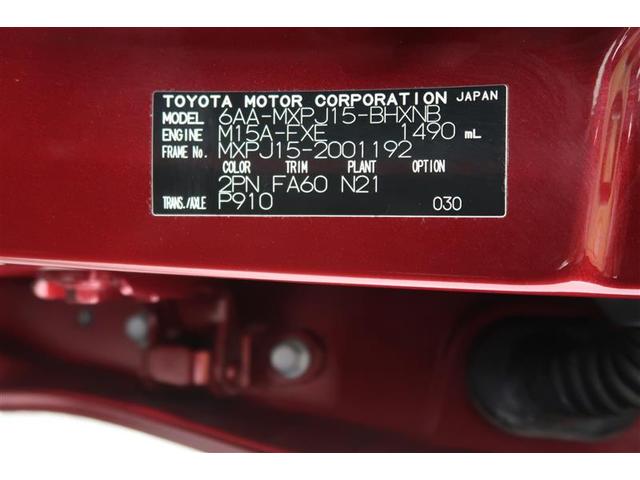 TOYOTA MOTOR CORPORATION JAPAN
MODEL 6AA-MXPJ15-BHXNB
ENGINE M15A-FXE 1490 mL
FRAME No. MXPJ15-2001192
COLOR TRIM PLANT OPTION
2PN FA60 N21
TRANS./AXLE P910 030